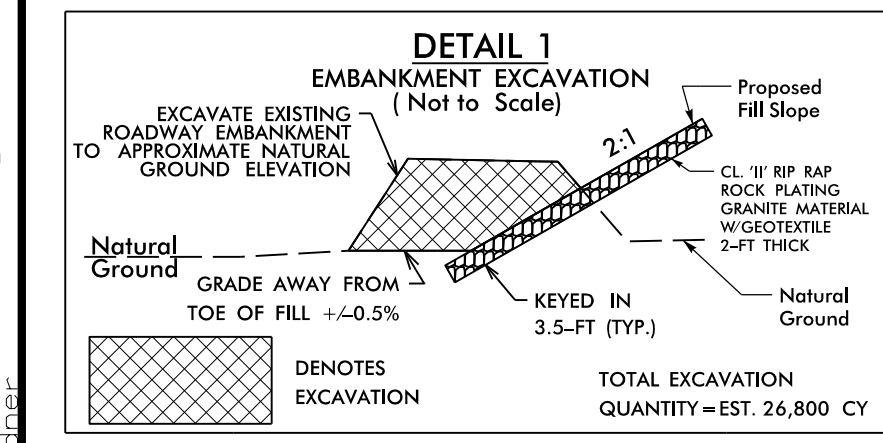 DETAIL 1
EMBANKMENT EXCAVATION
( Not to Scale)
EXCAVATE EXISTING
ROADWAY EMBANKMENT
TO APPROXIMATE NATURAL
GROUND ELEVATION
2:1
Proposed
Fill Slope
CL. 'II' RIP RAP
ROCK PLATING
GRANITE MATERIAL
W/GEOTEXTILE
2-FT THICK
Natural
Ground
GRADE AWAY FROM
TOE OF FILL +/-0.5%
KEYED IN
3.5-FT (TYP.)
Natural
Ground
DENOTES
EXCAVATION
TOTAL EXCAVATION
QUANTITY=EST. 26,800 CY